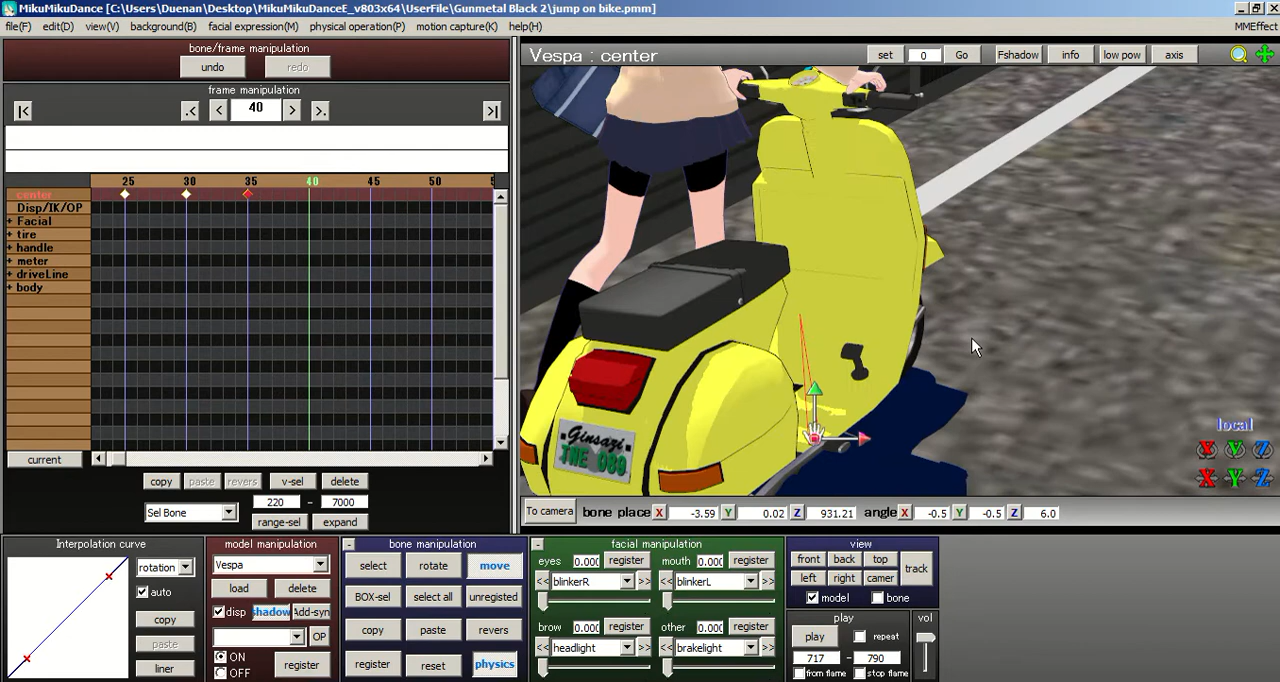 MikuMikuDance [C:\Users\Duenan\Desktop\MikuMikuDanceE_v803x64\UserFile\Gunmetal Black 2\jump on bike.pmm]
file(F) edit(D) view(V) background(B) facial expression(M) physical operation(P) motion capture(K) help(H) MMEffect
bone/frame manipulation
undo redo
frame manipulation
|< .< < 40 > >. >|
25 30 35 40 45 50
center
Disp/IK/OP
+ Facial
+ tire
+ handle
+ meter
+ driveLine
+ body
current
copy paste revers v-sel delete
Sel Bone 220 - 7000
range-sel expand
Vespa : center
set 0 Go Fshadow info low pow axis
Ginsazi
TME 080
local
X Y Z
X Y Z
To camera bone place X -3.59 Y 0.02 Z 931.21 angle X -0.5 Y -0.5 Z 6.0
Interpolation curve
rotation
auto
copy
paste
liner
model manipulation
Vespa
load delete
disp shadow Add-syn
OP
ON
OFF
register
- bone manipulation
select rotate move
BOX-sel select all unregisted
copy paste revers
register reset physics
- facial manipulation
eyes 0.000 register mouth 0.000 register
<< blinkerR >> << blinkerL >>
brow 0.000 register other 0.000 register
<< headlight >> << brakelight >>
view
front back top
left right camer
track
model bone
play
play repeat
717 - 790
from flame stop flame
vol